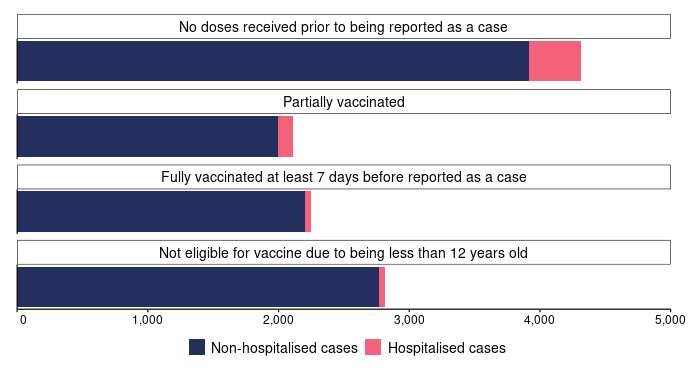 No doses received prior to being reported as a case
Partially vaccinated
Fully vaccinated at least 7 days before reported as a case
Not eligible for vaccine due to being less than 12 years old
0 1,000 2,000 3,000 4,000 5,000
Non-hospitalised cases Hospitalised cases